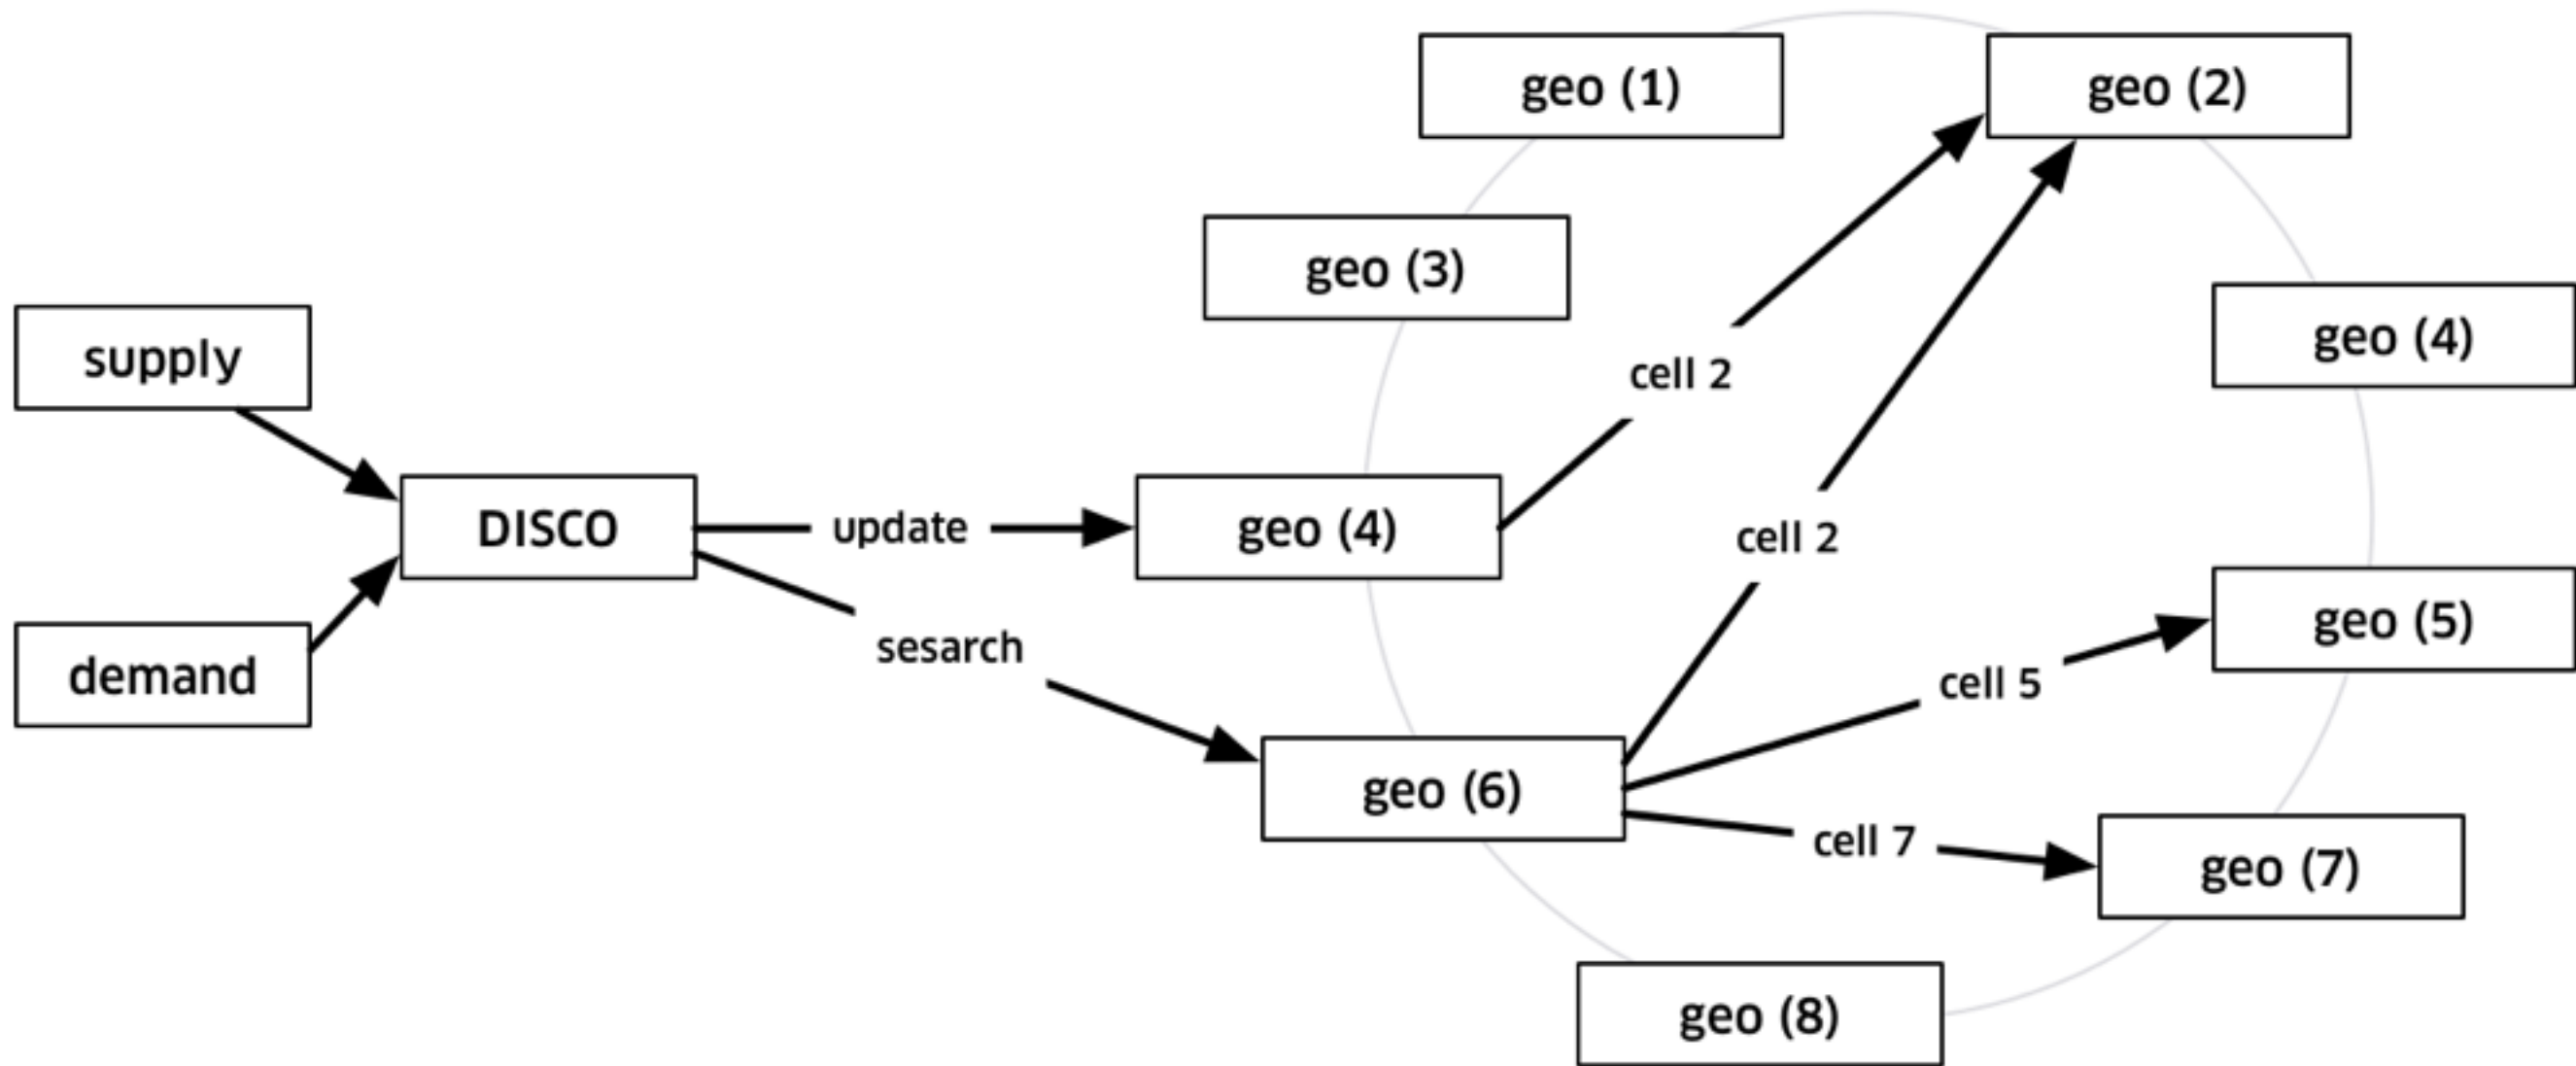 geo (1)
geo (2)
geo (3)
geo (4)
supply
cell 2
DISCO
update
geo (4)
cell 2
sesarch
geo (5)
demand
cell 5
geo (6)
cell 7
geo (7)
geo (8)